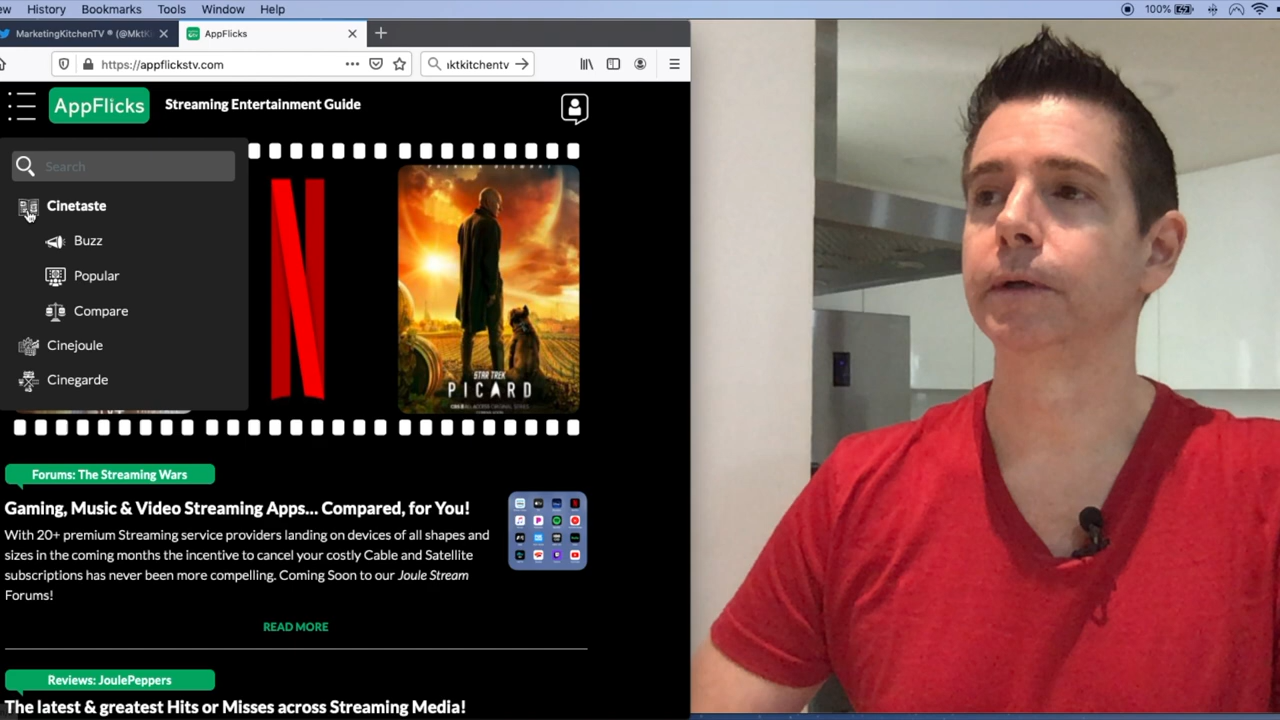 ew History Bookmarks Tools Window Help 100%
MarketingKitchenTV ® (@MktKi
AppFlicks
https://appflickstv.com
ıktkitchentv
AppFlicks
Streaming Entertainment Guide
Search
Cinetaste
Buzz
Popular
Compare
Cinejoule
Cinegarde
STAR TREK
PICARD
Forums: The Streaming Wars
Gaming, Music & Video Streaming Apps... Compared, for You!
With 20+ premium Streaming service providers landing on devices of all shapes and
sizes in the coming months the incentive to cancel your costly Cable and Satellite
subscriptions has never been more compelling. Coming Soon to our Joule Stream
Forums!
READ MORE
Reviews: JoulePeppers
The latest & greatest Hits or Misses across Streaming Media!